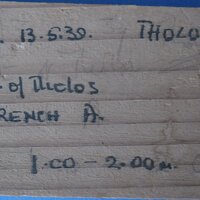 . 13.5.39. THOLO
. of Tholos
RENCH A.
1.00 - 2.00 m.